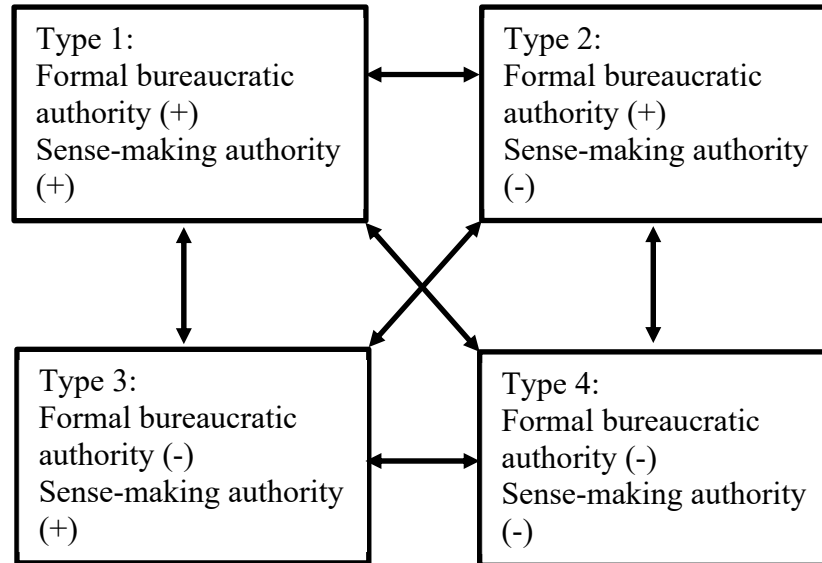 Type 1:
Formal bureaucratic
authority (+)
Sense-making authority
(+)
Type 2:
Formal bureaucratic
authority (+)
Sense-making authority
(-)
Type 3:
Formal bureaucratic
authority (-)
Sense-making authority
(+)
Type 4:
Formal bureaucratic
authority (-)
Sense-making authority
(-)